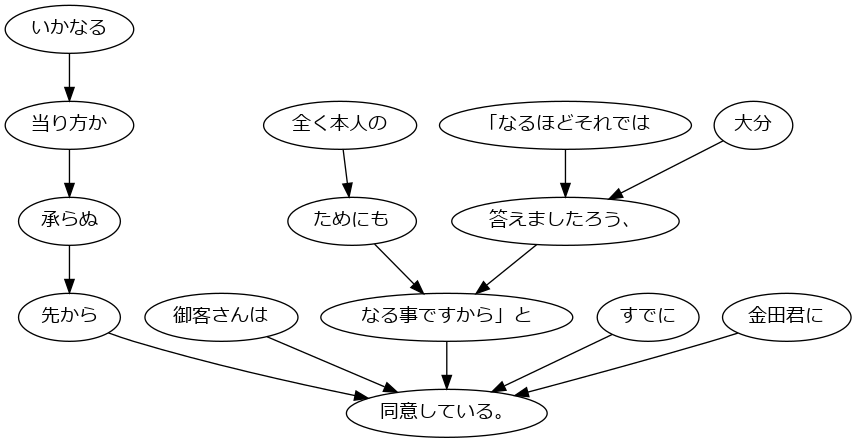 いかなる
当り方か
全く本人の
「なるほどそれでは
大分
承らぬ
ためにも
答えましたろう、
先から
御客さんは
なる事ですから」と
すでに
金田君に
同意している。